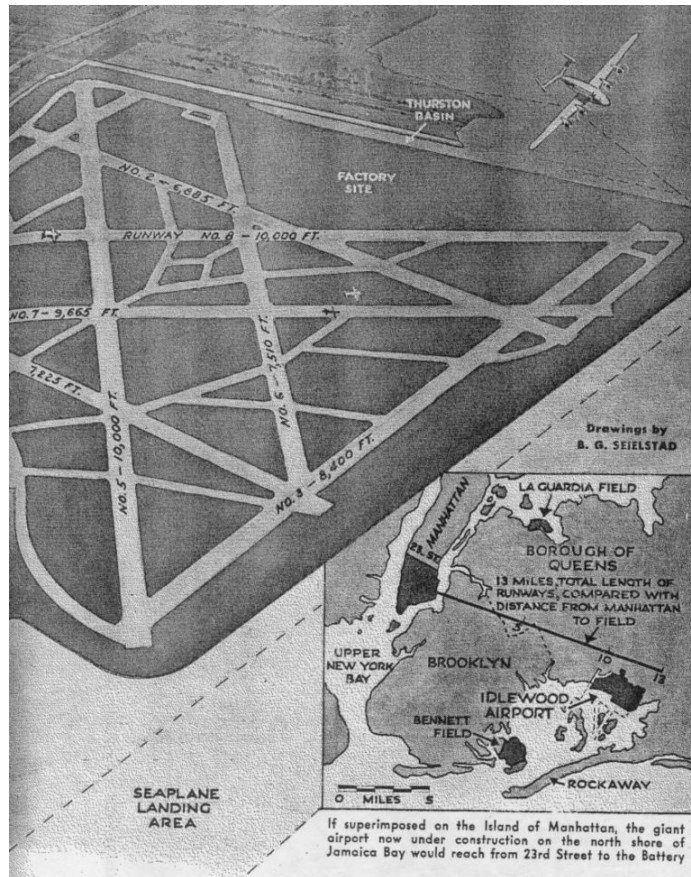 THURSTON
BASIN
FACTORY
SITE
NO. 2 - 6,885 FT.
RUNWAY NO. 8 - 10,000 FT.
NO. 7 - 9,665 FT.
7,225 FT.
NO. 5 - 10,000 FT.
NO. 6 - 7,510 FT.
NO. 3 - 8,400 FT.
Drawings by
B. G. SEIELSTAD
LA GUARDIA FIELD
MANHATTAN
23. ST.
BOROUGH OF
QUEENS
13 MILES, TOTAL LENGTH OF
RUNWAYS, COMPARED WITH
DISTANCE FROM MANHATTAN
TO FIELD
5
10
13
UPPER
NEW YORK
BAY
BROOKLYN
IDLEWOOD
AIRPORT
BENNETT
FIELD
ROCKAWAY
0 MILES 5
SEAPLANE
LANDING
AREA
If superimposed on the Island of Manhattan, the giant
airport now under construction on the north shore of
Jamaica Bay would reach from 23rd Street to the Battery